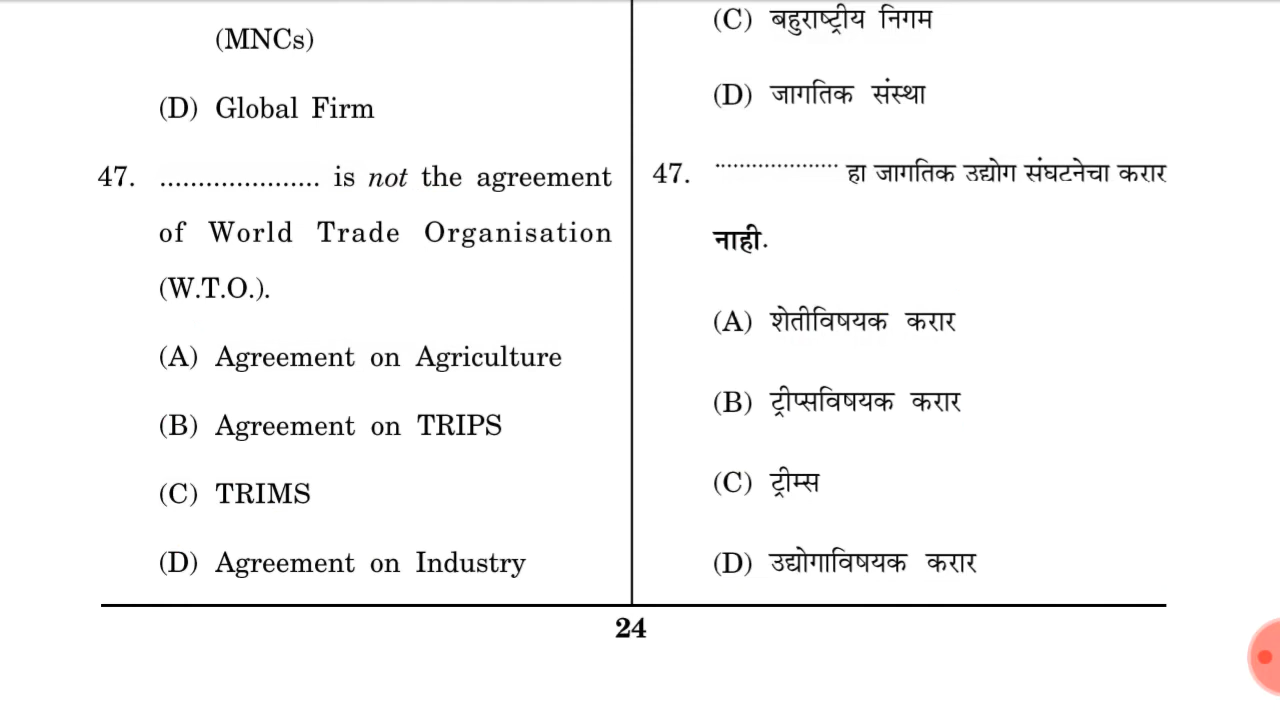 (MNCs)
(D) Global Firm
47. ..................... is not the agreement
of World Trade Organisation
(W.T.O.).
(A) Agreement on Agriculture
(B) Agreement on TRIPS
(C) TRIMS
(D) Agreement on Industry
(C) बहुराष्ट्रीय निगम
(D) जागतिक संस्था
47. .................... हा जागतिक उद्योग संघटनेचा करार
नाही.
(A) शेतीविषयक करार
(B) ट्रीप्सविषयक करार
(C) ट्रीम्स
(D) उद्योगाविषयक करार
24